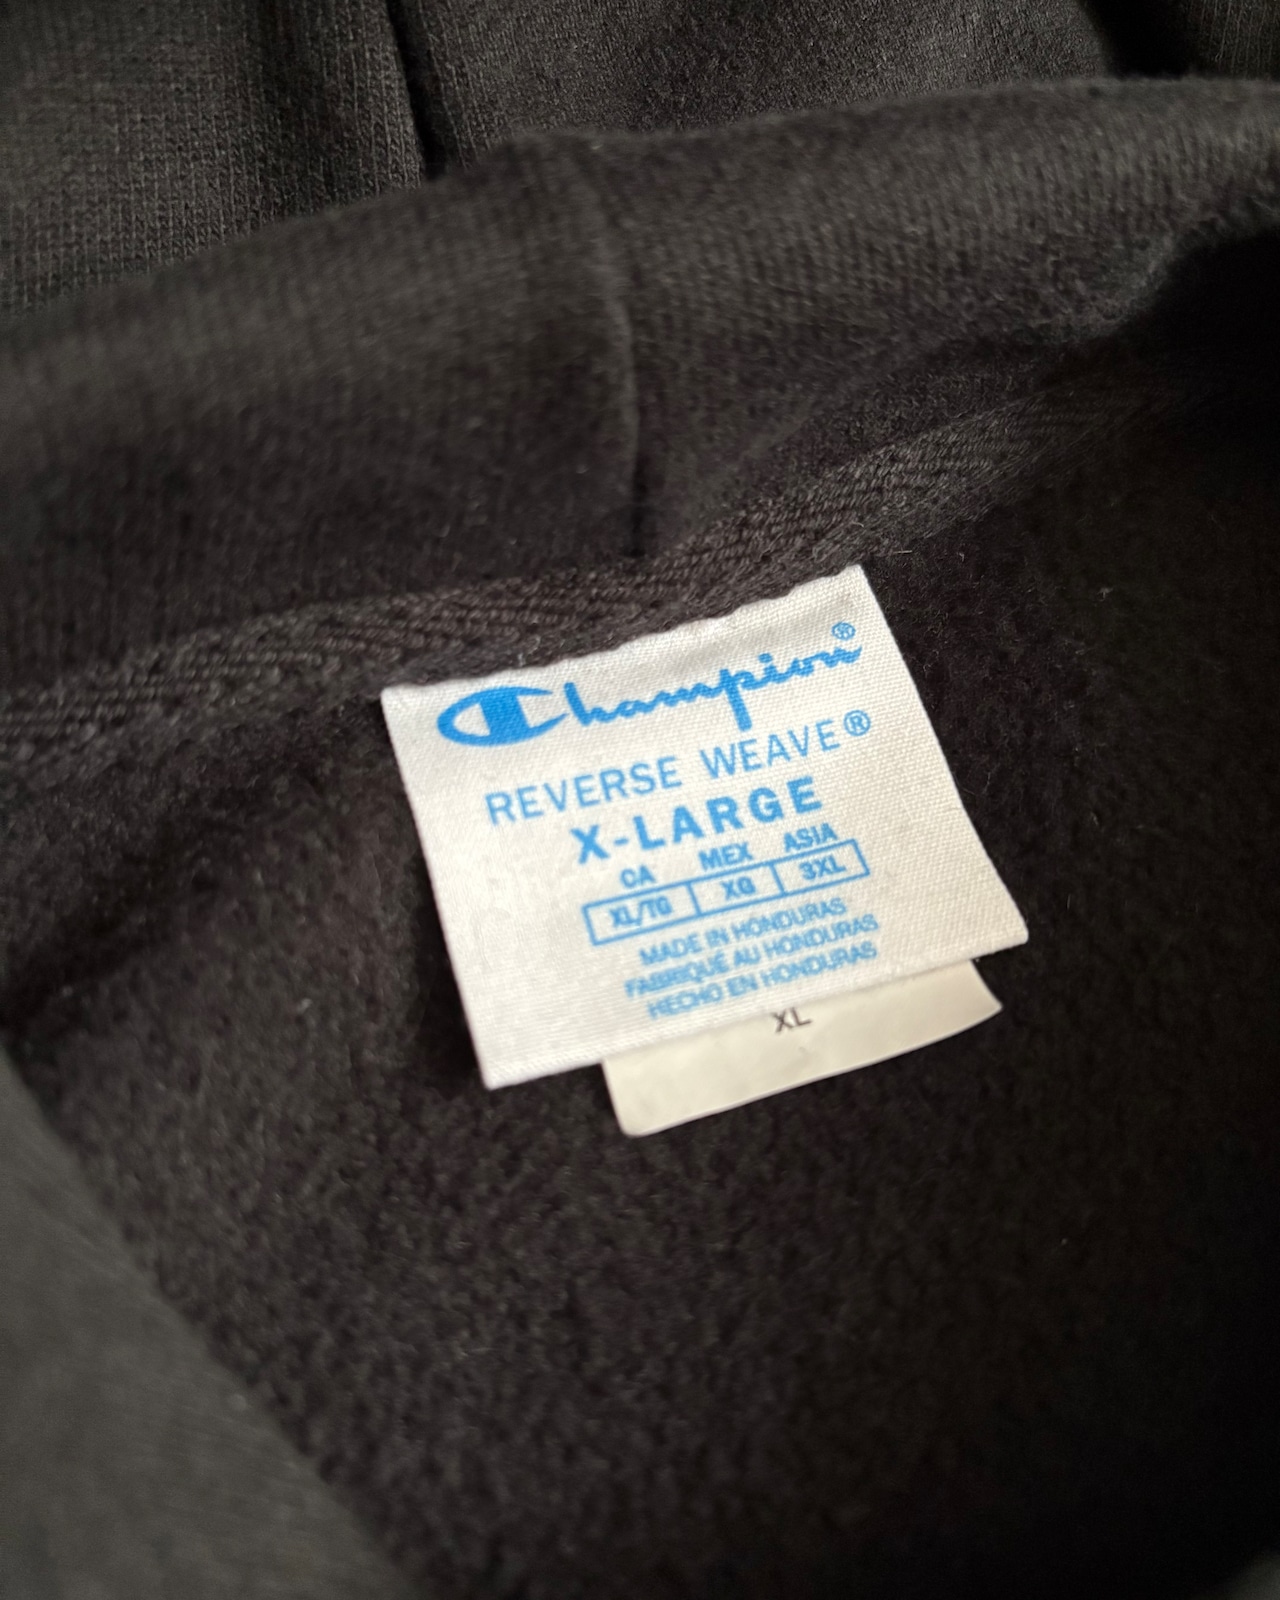 Champion®
REVERSE WEAVE®
X-LARGE
CA MEX ASIA
XL/TG XG 3XL
MADE IN HONDURAS
FABRIQUÉ AU HONDURAS
HECHO EN HONDURAS
XL